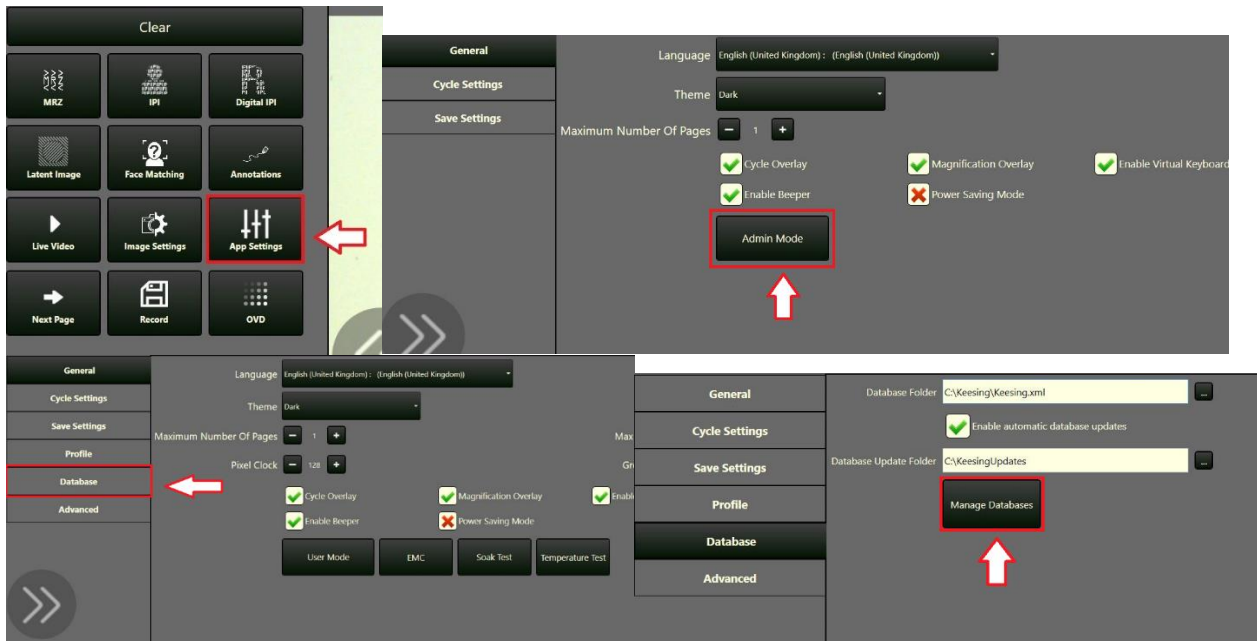 Clear
MRZ
IPI
Digital IPI
Latent Image
Face Matching
Annotations
Live Video
Image Settings
App Settings
Next Page
Record
OVD
General
Cycle Settings
Save Settings
Language English (United Kingdom) : (English (United Kingdom))
Theme Dark
Maximum Number Of Pages 1
Cycle Overlay
Magnification Overlay
Enable Virtual Keyboard
Enable Beeper
Power Saving Mode
Admin Mode
General
Cycle Settings
Save Settings
Profile
Database
Advanced
Language English (United Kingdom) : (English (United Kingdom))
Theme Dark
Maximum Number Of Pages 1
Max
Pixel Clock 128
Gr
Cycle Overlay
Magnification Overlay
Enabl
Enable Beeper
Power Saving Mode
User Mode
EMC
Soak Test
Temperature Test
General
Cycle Settings
Save Settings
Profile
Database
Advanced
Database Folder C:\Keesing\Keesing.xml ...
Enable automatic database updates
Database Update Folder C:\KeesingUpdates ...
Manage Databases